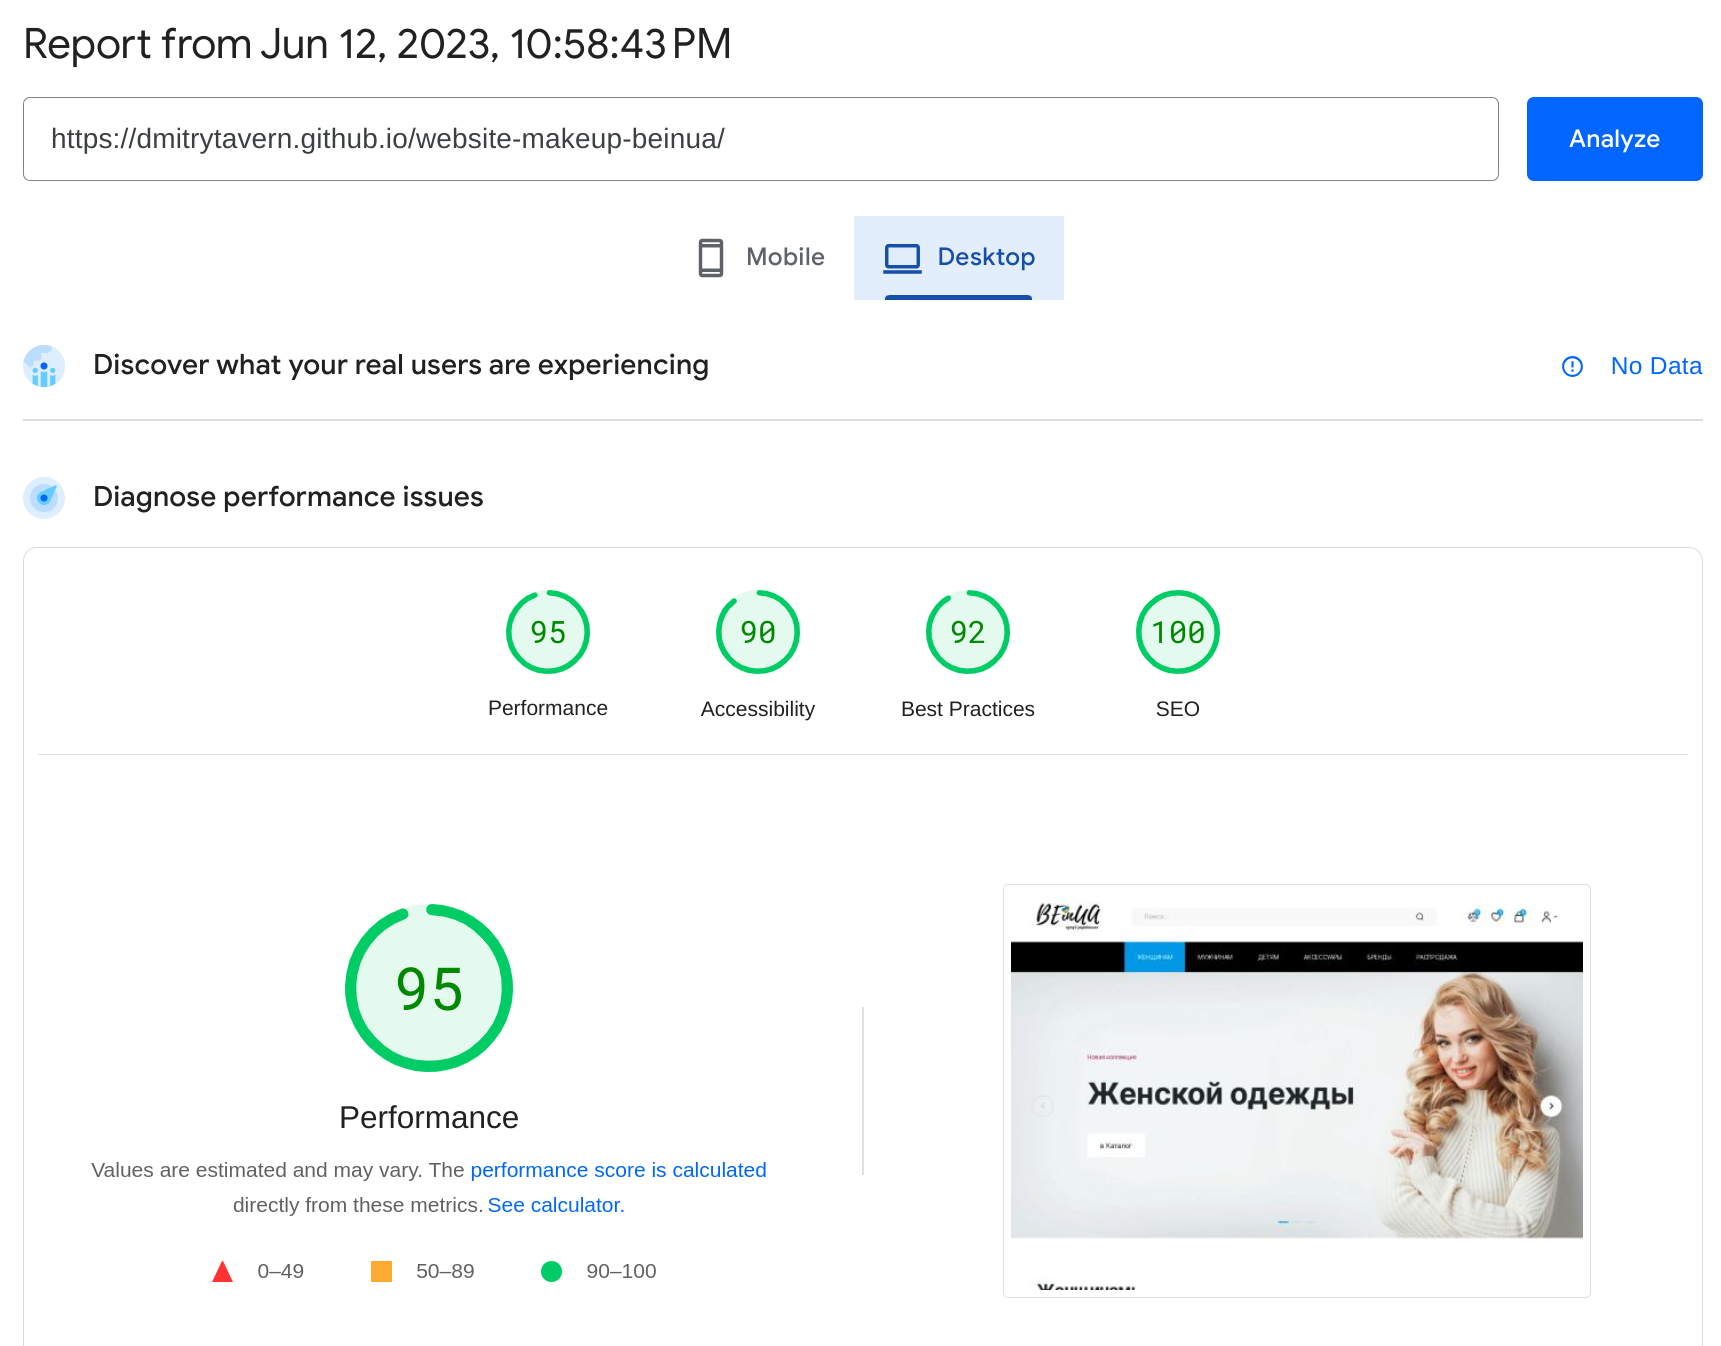 Report from Jun 12, 2023, 10:58:43 PM
https://dmitrytavern.github.io/website-makeup-beinua/
Analyze
Mobile
Desktop
Discover what your real users are experiencing
No Data
Diagnose performance issues
95
90
92
100
Performance
Accessibility
Best Practices
SEO
95
Performance
Values are estimated and may vary. The performance score is calculated
directly from these metrics. See calculator.
0–49
50–89
90–100
BEinUA
Поиск...
ЖЕНЩИНАМ
МУЖЧИНАМ
ДЕТЯМ
АКСЕССУАРЫ
БРЕНДЫ
РАСПРОДАЖА
Новая коллекция
Женской одежды
в Каталог
Женщинам: